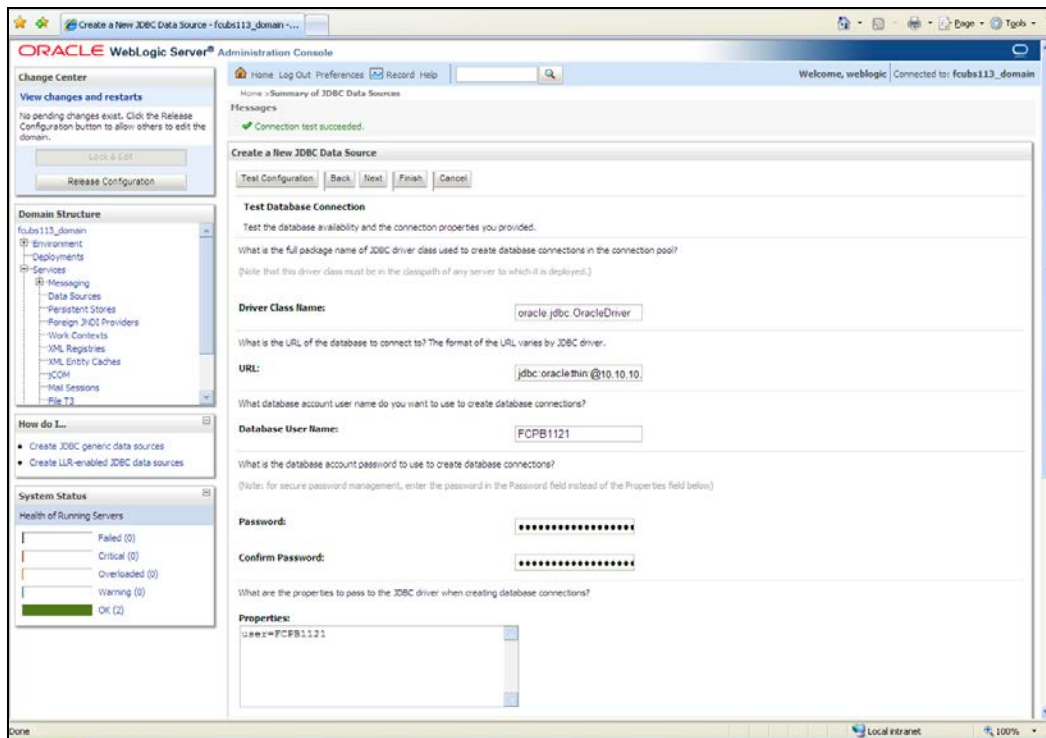 Create a New JDBC Data Source - fcubs113_domain -...
Page
Tools
ORACLE WebLogic Server® Administration Console
Change Center
View changes and restarts
No pending changes exist. Click the Release
Configuration button to allow others to edit the
domain.
Lock & Edit
Release Configuration
Domain Structure
fcubs113_domain
Environment
Deployments
Services
Messaging
Data Sources
Persistent Stores
Foreign JNDI Providers
Work Contexts
XML Registries
XML Entity Caches
jCOM
Mail Sessions
File T3
How do I...
Create JDBC generic data sources
Create LLR-enabled JDBC data sources
System Status
Health of Running Servers
Failed (0)
Critical (0)
Overloaded (0)
Warning (0)
OK (2)
Home Log Out Preferences Record Help
Welcome, weblogic Connected to: fcubs113_domain
Home >Summary of JDBC Data Sources
Messages
Connection test succeeded.
Create a New JDBC Data Source
Test Configuration Back Next Finish Cancel
Test Database Connection
Test the database availability and the connection properties you provided.
What is the full package name of JDBC driver class used to create database connections in the connection pool?
(Note that this driver class must be in the classpath of any server to which it is deployed.)
Driver Class Name: oracle.jdbc.OracleDriver
What is the URL of the database to connect to? The format of the URL varies by JDBC driver.
URL: jdbc:oracle:thin:@10.10.10.
What database account user name do you want to use to create database connections?
Database User Name: FCPB1121
What is the database account password to use to create database connections?
(Note: for secure password management, enter the password in the Password field instead of the Properties field below)
Password: ••••••••••••••••••
Confirm Password: ••••••••••••••••••
What are the properties to pass to the JDBC driver when creating database connections?
Properties:
user=FCPB1121
Done
Local intranet
100%